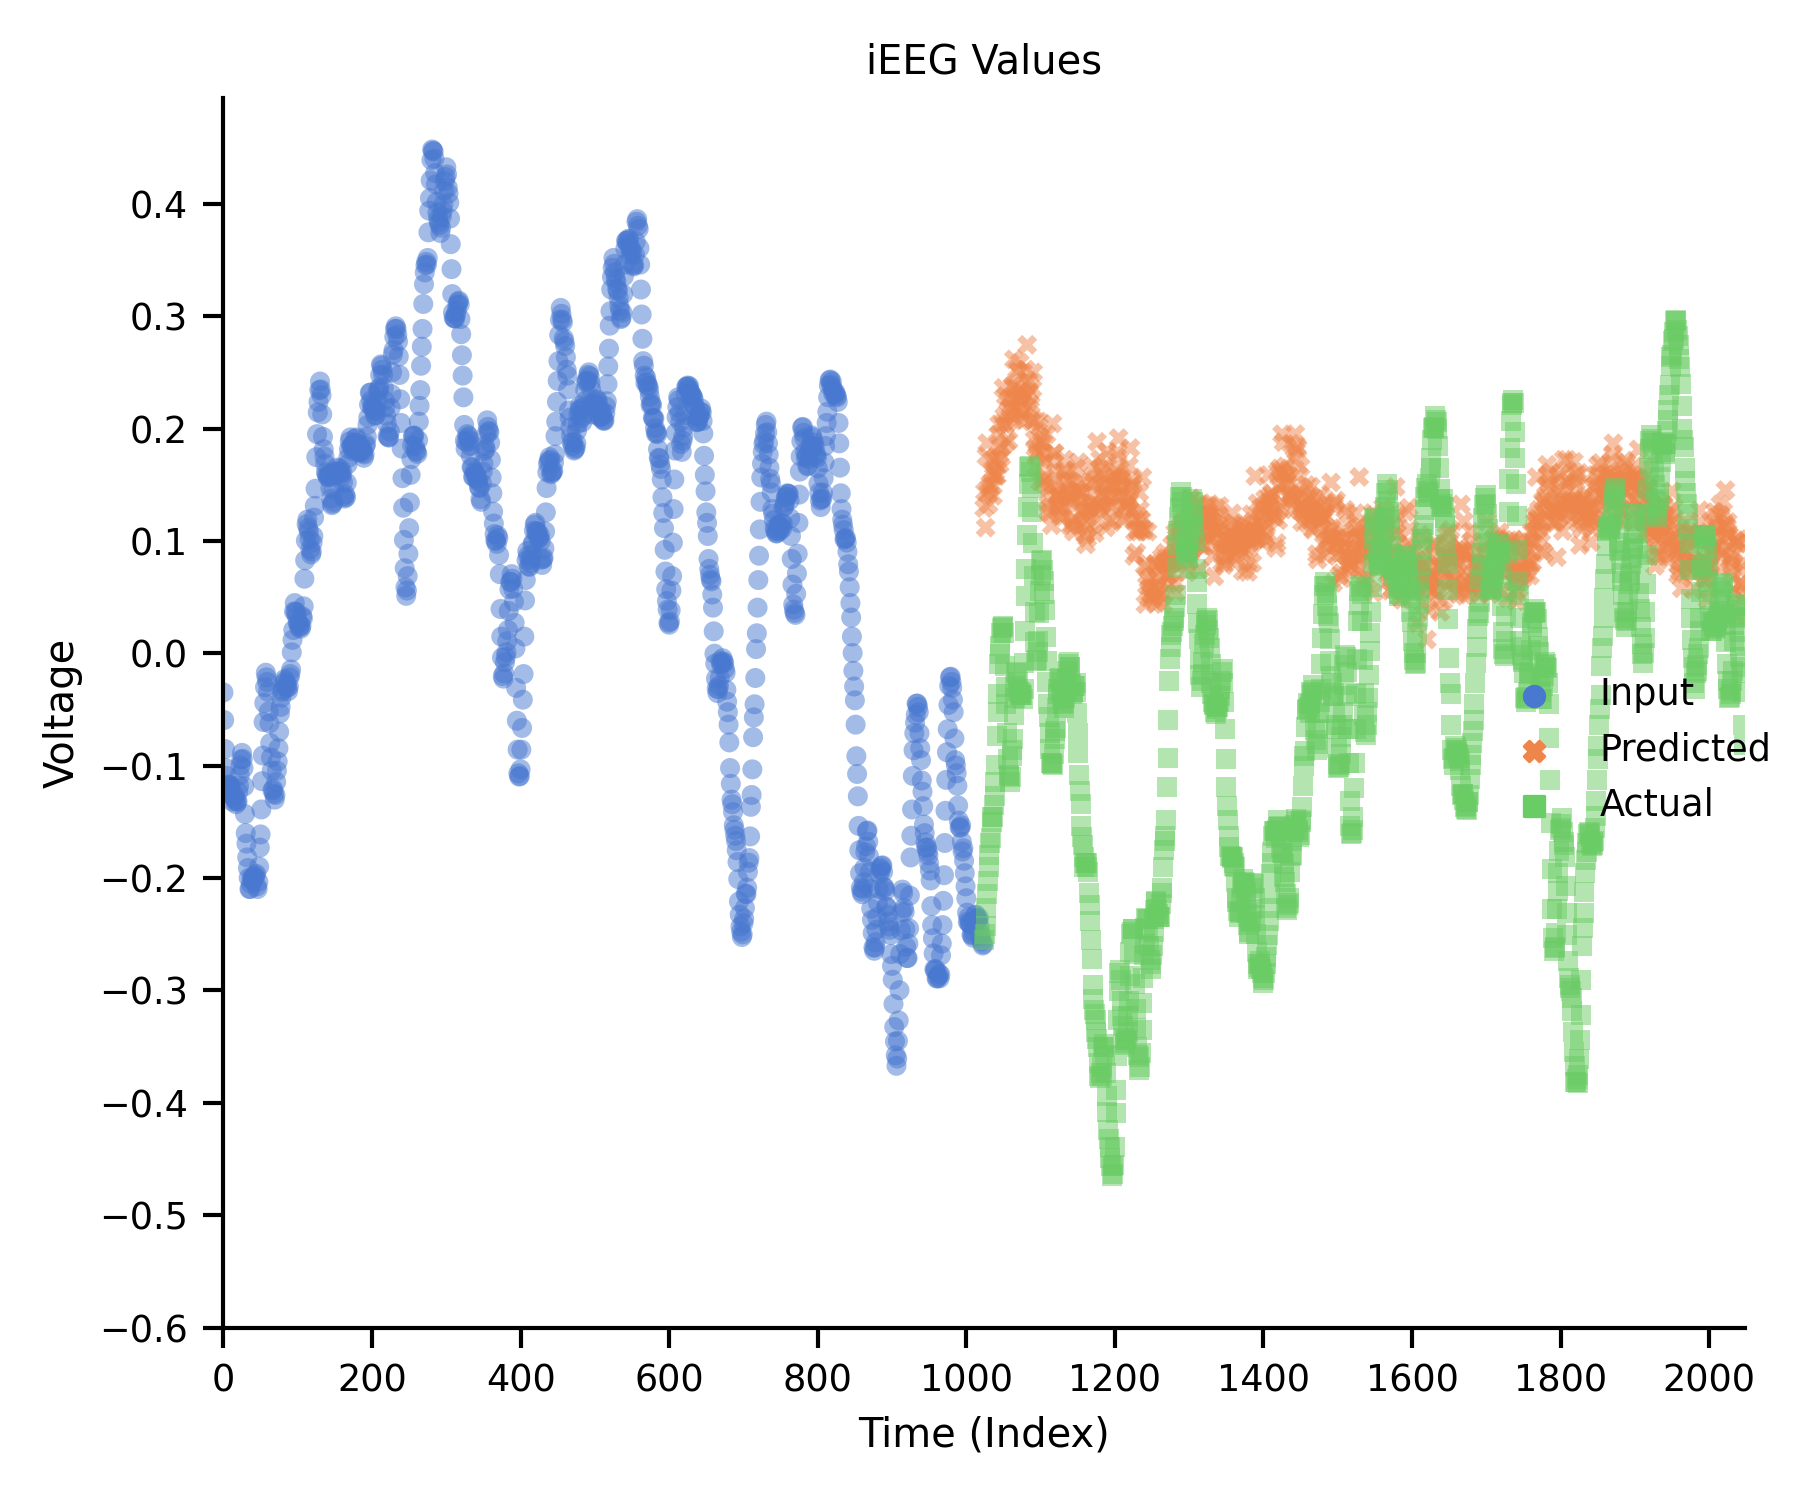 iEEG Values
Voltage
0.4
0.3
0.2
0.1
0.0
−0.1
−0.2
−0.3
−0.4
−0.5
−0.6
Input
Predicted
Actual
0 200 400 600 800 1000 1200 1400 1600 1800 2000
Time (Index)